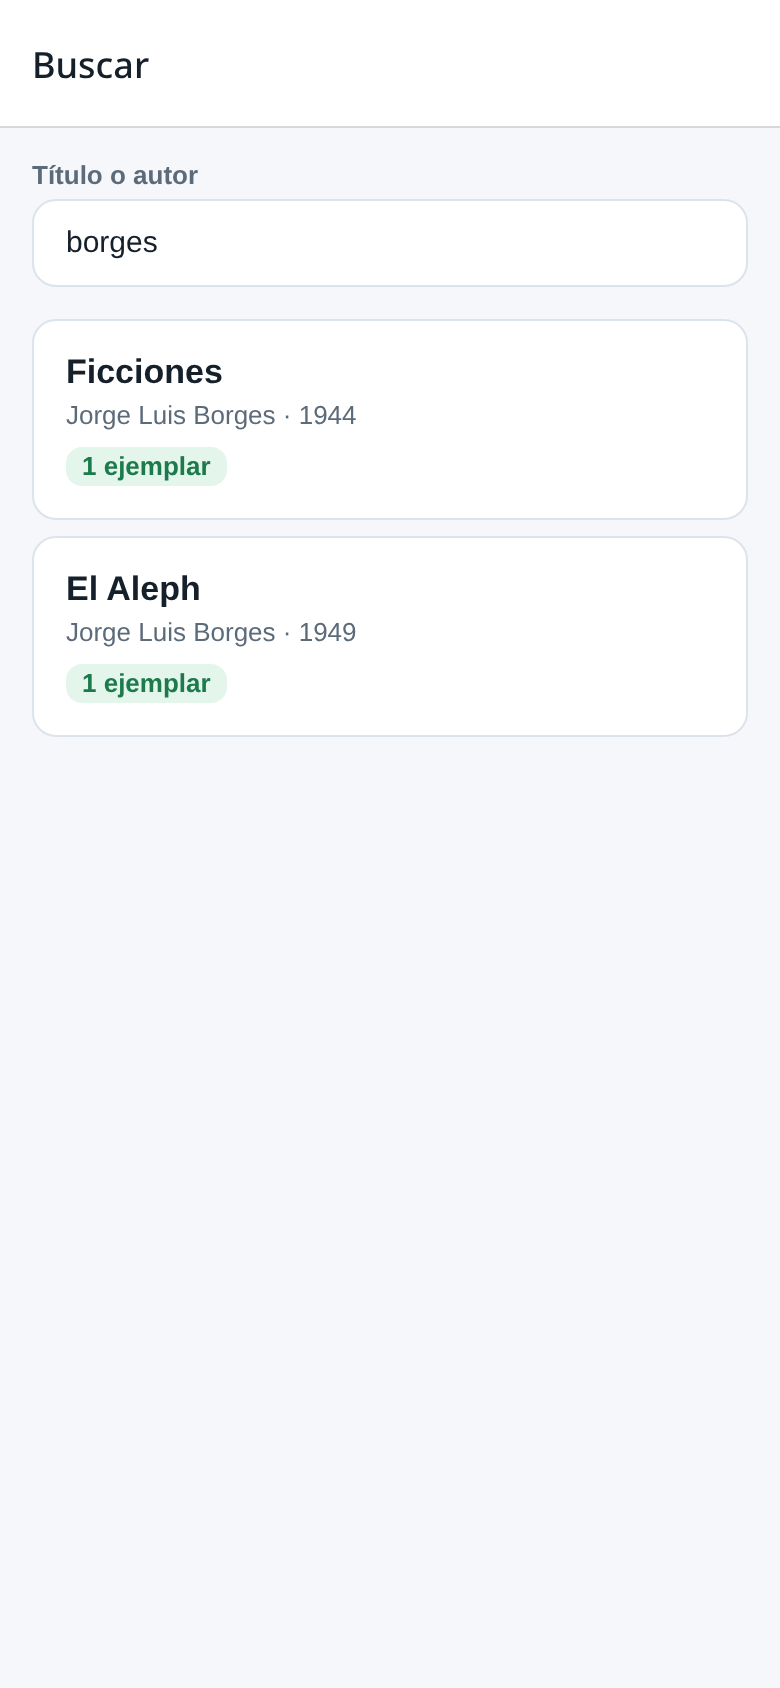 Buscar
Título o autor
borges
Ficciones
Jorge Luis Borges · 1944
1 ejemplar
El Aleph
Jorge Luis Borges · 1949
1 ejemplar